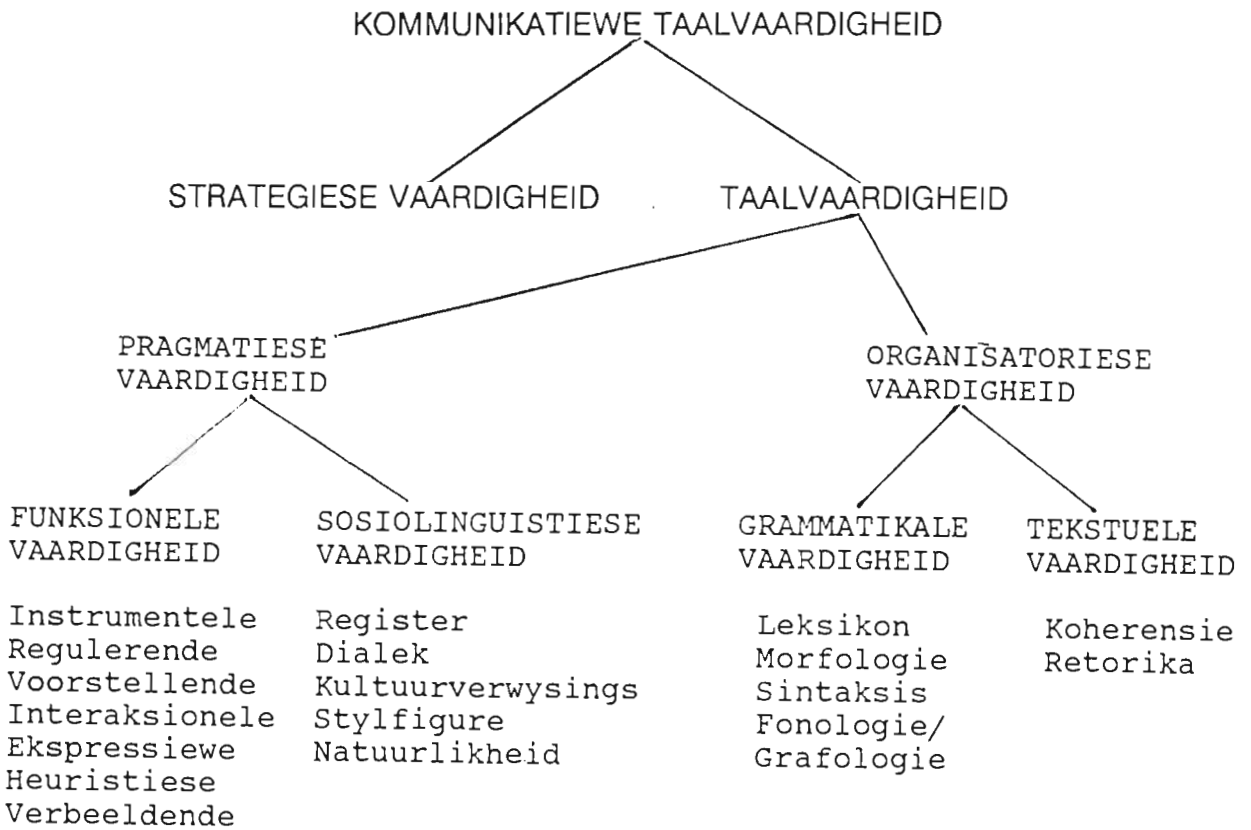 KOMMUNIKATIEWE TAALVAARDIGHEID
STRATEGIESE VAARDIGHEID
TAALVAARDIGHEID
PRAGMATIESE
VAARDIGHEID
ORGANISATORIESE
VAARDIGHEID
FUNKSIONELE
VAARDIGHEID
Instrumentele
Regulerende
Voorstellende
Interaksionele
Ekspressiewe
Heuristiese
Verbeeldende
SOSIOLINGUISTIESE
VAARDIGHEID
Register
Dialek
Kultuurverwysings
Stylfigure
Natuurlikheid
GRAMMATIKALE
VAARDIGHEID
Leksikon
Morfologie
Sintaksis
Fonologie/
Grafologie
TEKSTUELE
VAARDIGHEID
Koherensie
Retorika